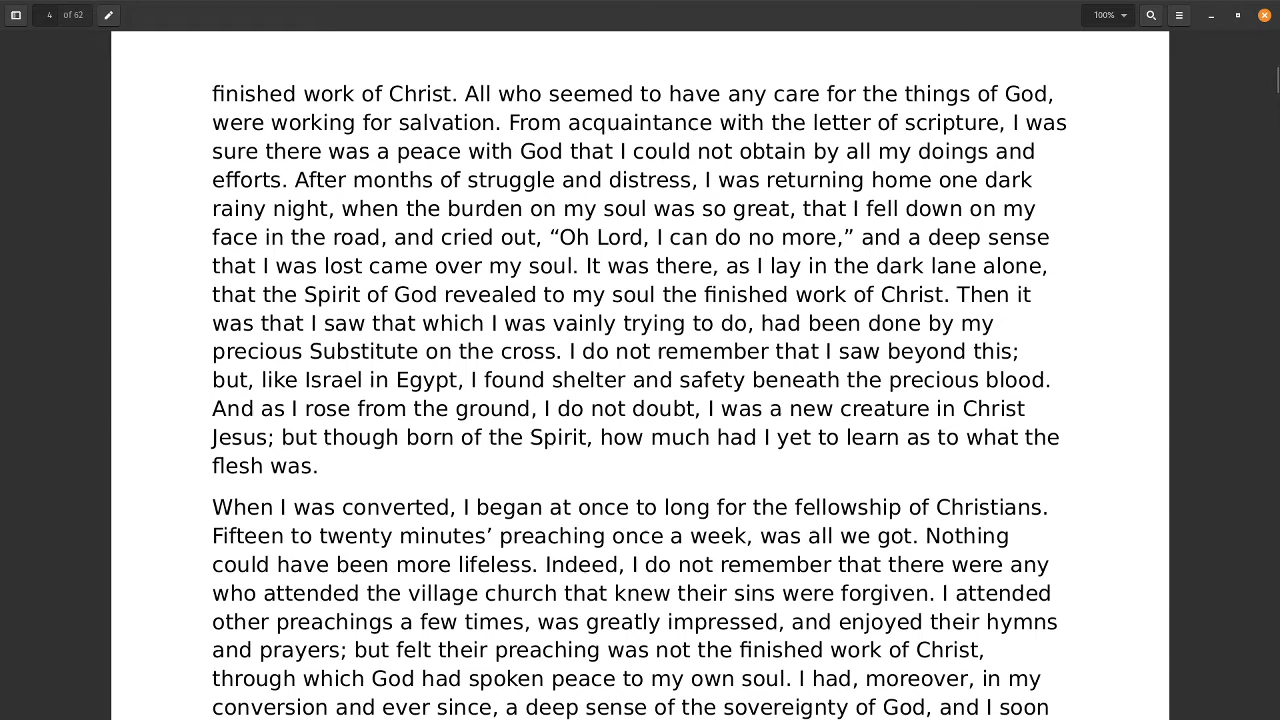 4 of 62
100%
finished work of Christ. All who seemed to have any care for the things of God,
were working for salvation. From acquaintance with the letter of scripture, I was
sure there was a peace with God that I could not obtain by all my doings and
efforts. After months of struggle and distress, I was returning home one dark
rainy night, when the burden on my soul was so great, that I fell down on my
face in the road, and cried out, “Oh Lord, I can do no more,” and a deep sense
that I was lost came over my soul. It was there, as I lay in the dark lane alone,
that the Spirit of God revealed to my soul the finished work of Christ. Then it
was that I saw that which I was vainly trying to do, had been done by my
precious Substitute on the cross. I do not remember that I saw beyond this;
but, like Israel in Egypt, I found shelter and safety beneath the precious blood.
And as I rose from the ground, I do not doubt, I was a new creature in Christ
Jesus; but though born of the Spirit, how much had I yet to learn as to what the
flesh was.
When I was converted, I began at once to long for the fellowship of Christians.
Fifteen to twenty minutes’ preaching once a week, was all we got. Nothing
could have been more lifeless. Indeed, I do not remember that there were any
who attended the village church that knew their sins were forgiven. I attended
other preachings a few times, was greatly impressed, and enjoyed their hymns
and prayers; but felt their preaching was not the finished work of Christ,
through which God had spoken peace to my own soul. I had, moreover, in my
conversion and ever since, a deep sense of the sovereignty of God, and I soon